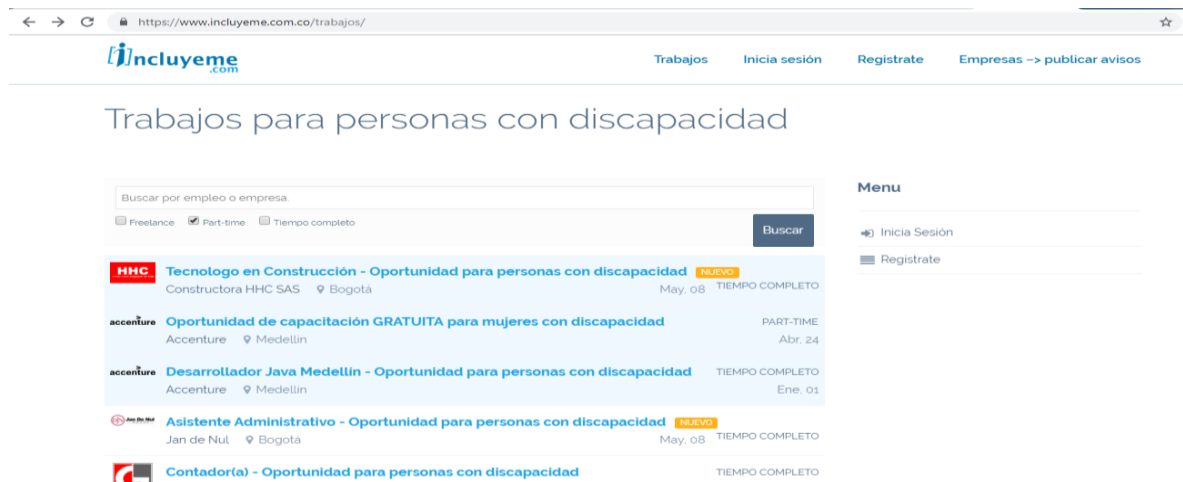 https://www.incluyeme.com.co/trabajos/
[i]ncluyeme
.com
Trabajos Inicia sesión Registrate Empresas –> publicar avisos
Trabajos para personas con discapacidad
Buscar por empleo o empresa.
Freelance Part-time Tiempo completo
Buscar
Menu
Inicia Sesión
Registrate
HHC
Tecnologo en Construcción - Oportunidad para personas con discapacidad NUEVO
Constructora HHC SAS Bogotá May, 08 TIEMPO COMPLETO
accenture
Oportunidad de capacitación GRATUITA para mujeres con discapacidad PART-TIME
Accenture Medellin Abr, 24
accenture
Desarrollador Java Medellín - Oportunidad para personas con discapacidad TIEMPO COMPLETO
Accenture Medellin Ene, 01
Jan De Nul
Asistente Administrativo - Oportunidad para personas con discapacidad NUEVO
Jan de Nul Bogotá May, 08 TIEMPO COMPLETO
Contador(a) - Oportunidad para personas con discapacidad TIEMPO COMPLETO